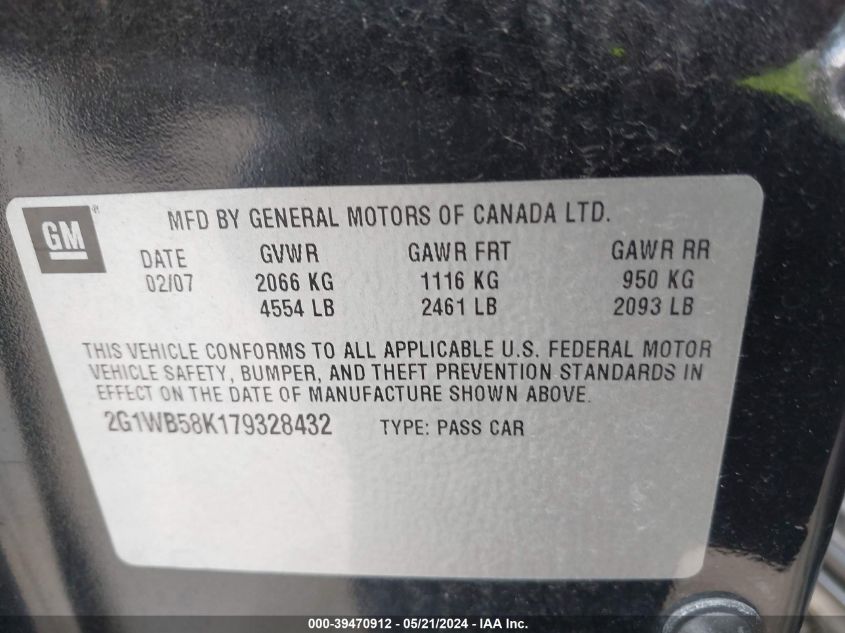 GM®
MFD BY GENERAL MOTORS OF CANADA LTD.
DATE GVWR GAWR FRT GAWR RR
02/07 2066 KG 1116 KG 950 KG
4554 LB 2461 LB 2093 LB
THIS VEHICLE CONFORMS TO ALL APPLICABLE U.S. FEDERAL MOTOR
VEHICLE SAFETY, BUMPER, AND THEFT PREVENTION STANDARDS IN
EFFECT ON THE DATE OF MANUFACTURE SHOWN ABOVE.
2G1WB58K179328432 TYPE: PASS CAR
000-39470912 - 05/21/2024 - IAA Inc.